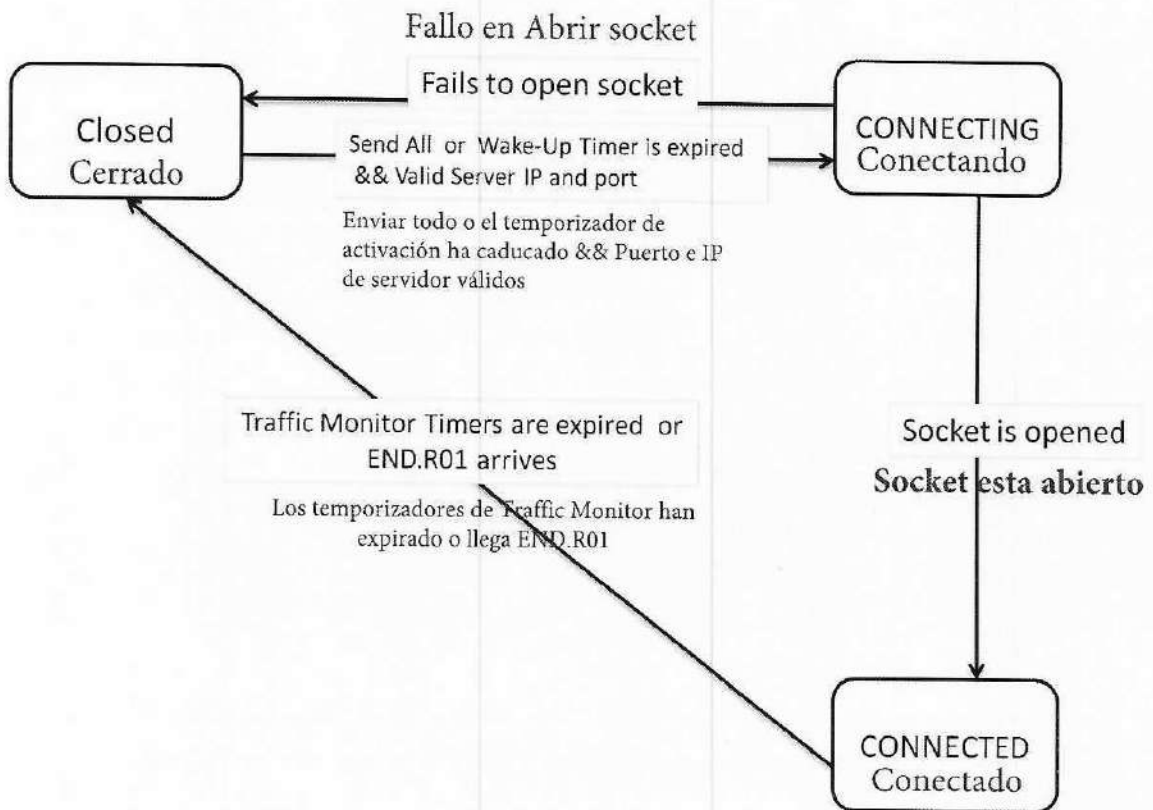 Fallo en Abrir socket
Fails to open socket
Closed
Cerrado
Send All or Wake-Up Timer is expired
&& Valid Server IP and port
CONNECTING
Conectando
Enviar todo o el temporizador de
activación ha caducado && Puerto e IP
de servidor válidos
Traffic Monitor Timers are expired or
END.R01 arrives
Los temporizadores de Traffic Monitor han
expirado o llega END.R01
Socket is opened
Socket esta abierto
CONNECTED
Conectado